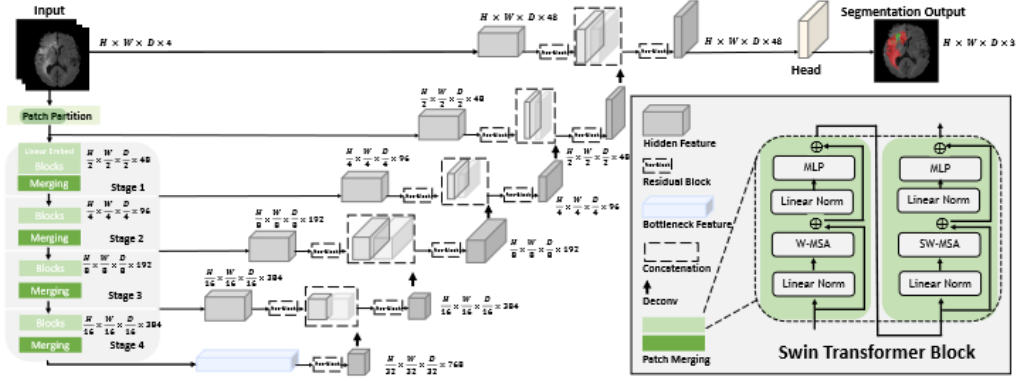 Input
H × W × D × 4
Patch Partition
Linear Embed
Blocks
H/2 × W/2 × D/2 × 48
Merging
Stage 1
Blocks
H/4 × W/4 × D/4 × 96
Merging
Stage 2
Blocks
H/8 × W/8 × D/8 × 192
Merging
Stage 3
Blocks
H/16 × W/16 × D/16 × 384
Merging
Stage 4
H × W × D × 48
H × W × D × 48
Head
Segmentation Output
H × W × D × 3
H/2 × W/2 × D/2 × 48
H/2 × W/2 × D/2 × 48
H/4 × W/4 × D/4 × 96
H/4 × W/4 × D/4 × 96
H/8 × W/8 × D/8 × 192
H/8 × W/8 × D/8 × 192
H/16 × W/16 × D/16 × 384
H/16 × W/16 × D/16 × 384
H/32 × W/32 × D/32 × 768
Hidden Feature
Residual Block
Bottleneck Feature
Concatenation
Deconv
Patch Merging
MLP
Linear Norm
W-MSA
Linear Norm
MLP
Linear Norm
SW-MSA
Linear Norm
Swin Transformer Block